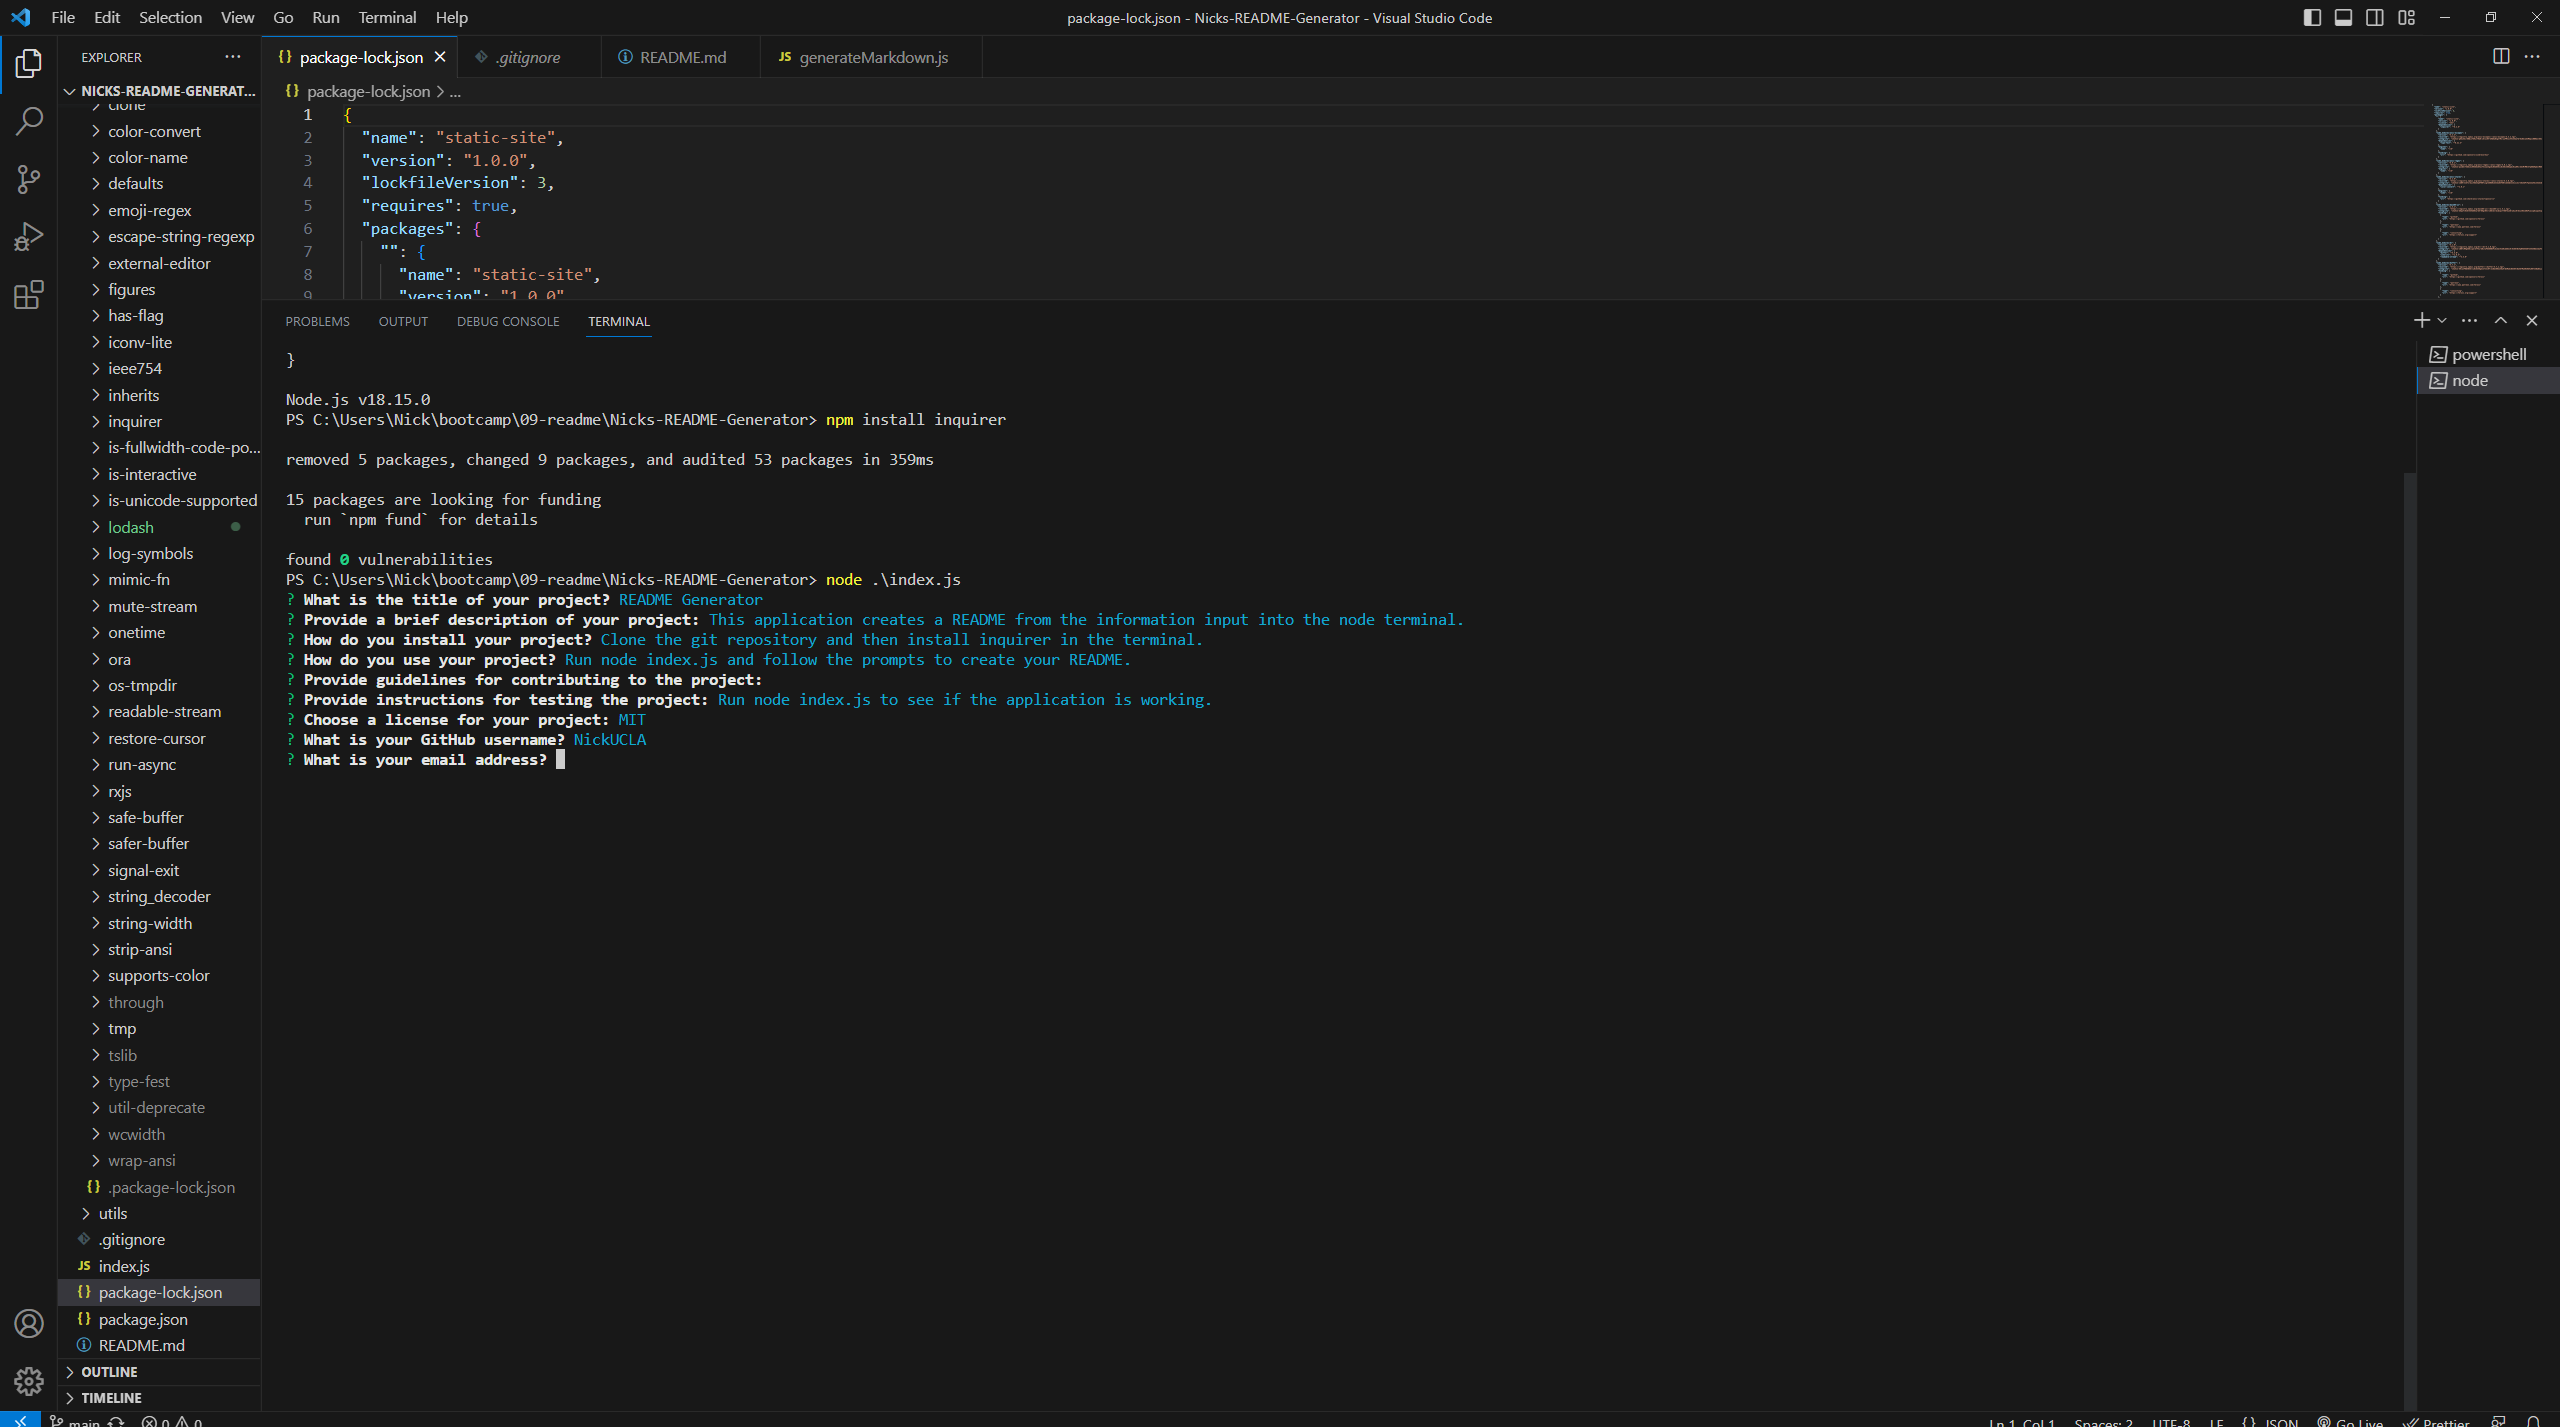 File Edit Selection View Go Run Terminal Help
package-lock.json - Nicks-README-Generator - Visual Studio Code
EXPLORER
NICKS-README-GENERAT...
clone
color-convert
color-name
defaults
emoji-regex
escape-string-regexp
external-editor
figures
has-flag
iconv-lite
ieee754
inherits
inquirer
is-fullwidth-code-po...
is-interactive
is-unicode-supported
lodash
log-symbols
mimic-fn
mute-stream
onetime
ora
os-tmpdir
readable-stream
restore-cursor
run-async
rxjs
safe-buffer
safer-buffer
signal-exit
string_decoder
string-width
strip-ansi
supports-color
through
tmp
tslib
type-fest
util-deprecate
wcwidth
wrap-ansi
{} .package-lock.json
utils
.gitignore
JS index.js
{} package-lock.json
{} package.json
README.md
OUTLINE
TIMELINE
{} package-lock.json .gitignore README.md JS generateMarkdown.js
{} package-lock.json > ...
1 {
2 "name": "static-site",
3 "version": "1.0.0",
4 "lockfileVersion": 3,
5 "requires": true,
6 "packages": {
7 "": {
8 "name": "static-site",
9 "version": "1.0.0"
PROBLEMS OUTPUT DEBUG CONSOLE TERMINAL
powershell
node
}
Node.js v18.15.0
PS C:\Users\Nick\bootcamp\09-readme\Nicks-README-Generator> npm install inquirer
removed 5 packages, changed 9 packages, and audited 53 packages in 359ms
15 packages are looking for funding
run `npm fund` for details
found 0 vulnerabilities
PS C:\Users\Nick\bootcamp\09-readme\Nicks-README-Generator> node .\index.js
? What is the title of your project? README Generator
? Provide a brief description of your project: This application creates a README from the information input into the node terminal.
? How do you install your project? Clone the git repository and then install inquirer in the terminal.
? How do you use your project? Run node index.js and follow the prompts to create your README.
? Provide guidelines for contributing to the project:
? Provide instructions for testing the project: Run node index.js to see if the application is working.
? Choose a license for your project: MIT
? What is your GitHub username? NickUCLA
? What is your email address?
main 0 0
Ln 1, Col 1 Spaces: 2 UTF-8 LF {} JSON Go Live Prettier